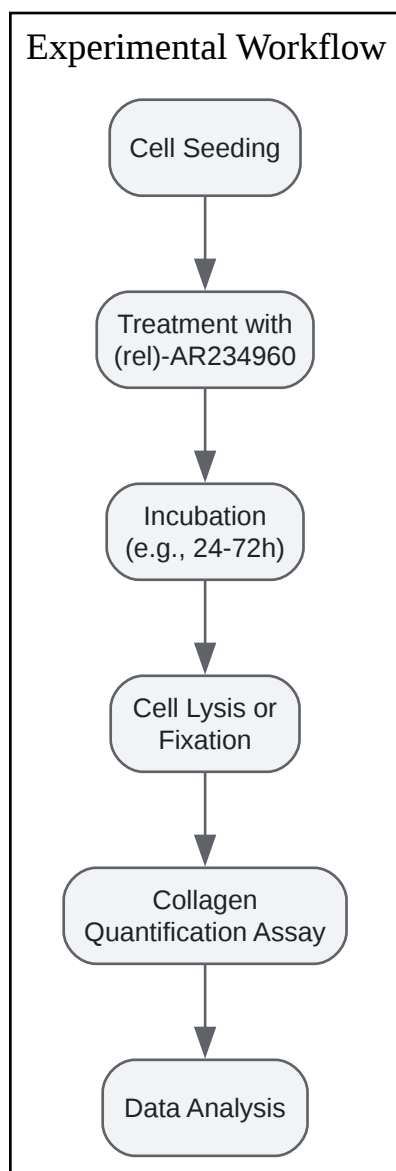 Experimental Workflow
Cell Seeding
Treatment with
(rel)-AR234960
Incubation
(e.g., 24-72h)
Cell Lysis or
Fixation
Collagen
Quantification Assay
Data Analysis